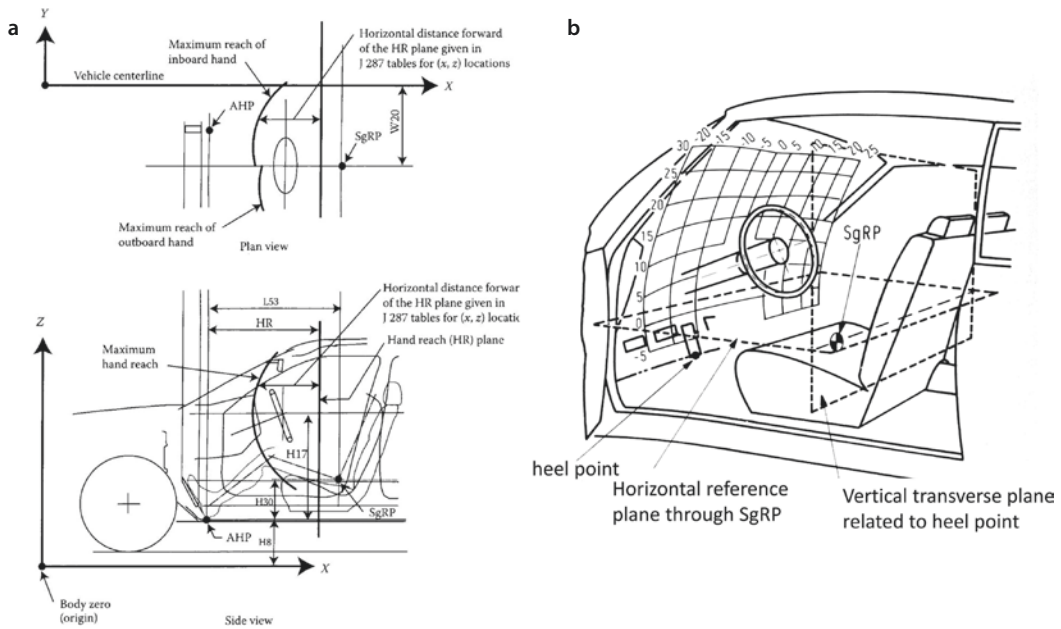 a
Y
Maximum reach of
inboard hand
Horizontal distance forward
of the HR plane given in
J 287 tables for (x, z) locations
Vehicle centerline
X
AHP
W20
SgRP
Maximum reach of
outboard hand
Plan view
Z
L53
HR
Horizontal distance forwar
of the HR plane given in
J 287 tables for (x, z) locatio
Hand reach (HR) plane
Maximum
hand reach
H17
H30
SgRP
AHP
H8
X
Body zero
(origin)
Side view
b
30 -20 -15 -10 -5 0 5 10 15 20 25
25
20
15
10
5
0
-5
SgRP
heel point
Horizontal reference
plane through SgRP
Vertical transverse plane
related to heel point